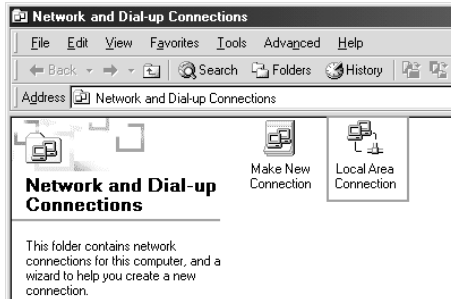 Network and Dial-up Connections
File Edit View Favorites Tools Advanced Help
Back Search Folders History
Address Network and Dial-up Connections
Make New Connection
Local Area Connection
Network and Dial-up
Connections
This folder contains network
connections for this computer, and a
wizard to help you create a new
connection.